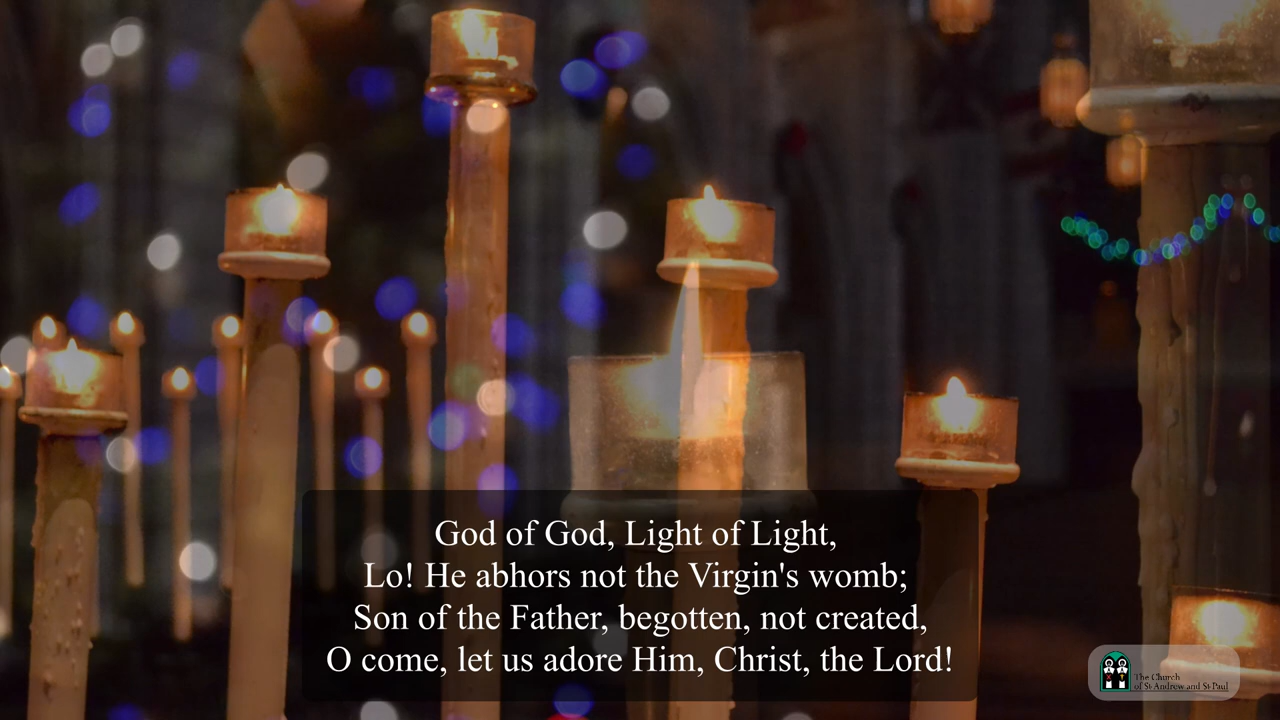 God of God, Light of Light,
Lo! He abhors not the Virgin's womb;
Son of the Father, begotten, not created,
O come, let us adore Him, Christ, the Lord!
The Church
of St Andrew and St Paul